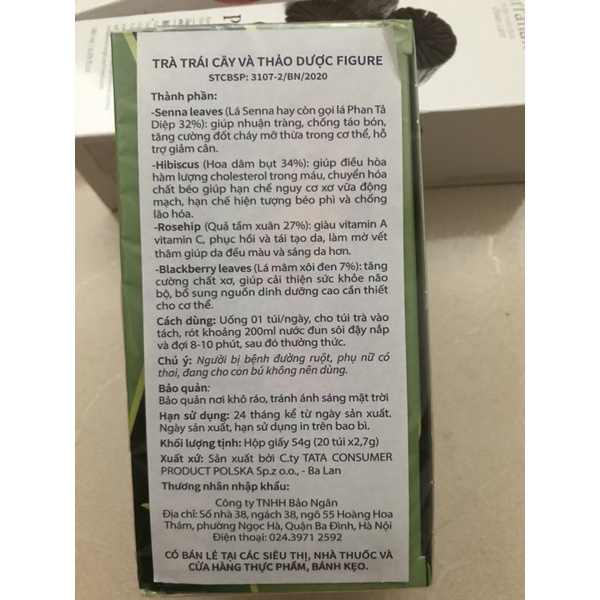 TRÀ TRÁI CÂY VÀ THẢO DƯỢC FIGURE
STCBSP: 3107-2/BN/2020
Thành phần:
-Senna leaves (Lá Senna hay còn gọi lá Phan Tả
Diệp 32%): giúp nhuận tràng, chống táo bón,
tăng cường đốt cháy mỡ thừa trong cơ thể, hỗ
trợ giảm cân.
-Hibiscus (Hoa dâm bụt 34%): giúp điều hòa
hàm lượng cholesterol trong máu, chuyển hóa
chất béo giúp hạn chế nguy cơ xơ vữa động
mạch, hạn chế hiện tượng béo phì và chống
lão hóa.
-Rosehip (Quả tầm xuân 27%): giàu vitamin A
vitamin C, phục hồi và tái tạo da, làm mờ vết
thâm giúp da đều màu và sáng da hơn.
-Blackberry leaves (Lá mâm xôi đen 7%): tăng
cường chất xơ, giúp cải thiện sức khỏe não
bộ, bổ sung nguồn dinh dưỡng cao cần thiết
cho cơ thể.
Cách dùng: Uống 01 túi/ngày, cho túi trà vào
tách, rót khoảng 200ml nước đun sôi đậy nắp
và đợi 8-10 phút, sau đó thưởng thức.
Chú ý: Người bị bệnh đường ruột, phụ nữ có
thai, đang cho con bú không nên dùng.
Bảo quản:
Bảo quản nơi khô ráo, tránh ánh sáng mặt trời
Hạn sử dụng: 24 tháng kể từ ngày sản xuất.
Ngày sản xuất, hạn sử dụng in trên bao bì.
Khối lượng tịnh: Hộp giấy 54g (20 túi x2,7g)
Xuất xứ: Sản xuất bởi C.ty TATA CONSUMER
PRODUCT POLSKA Sp.z o.o., - Ba Lan
Thương nhân nhập khẩu:
Công ty TNHH Bảo Ngân
Địa chỉ: Số nhà 38, ngách 38, ngõ 55 Hoàng Hoa
Thám, phường Ngọc Hà, Quận Ba Đình, Hà Nội
Điện thoại: 024.3971 2592
CÓ BÁN LẺ TẠI CÁC SIÊU THỊ, NHÀ THUỐC VÀ
CỬA HÀNG THỰC PHẨM, BÁNH KẸO.